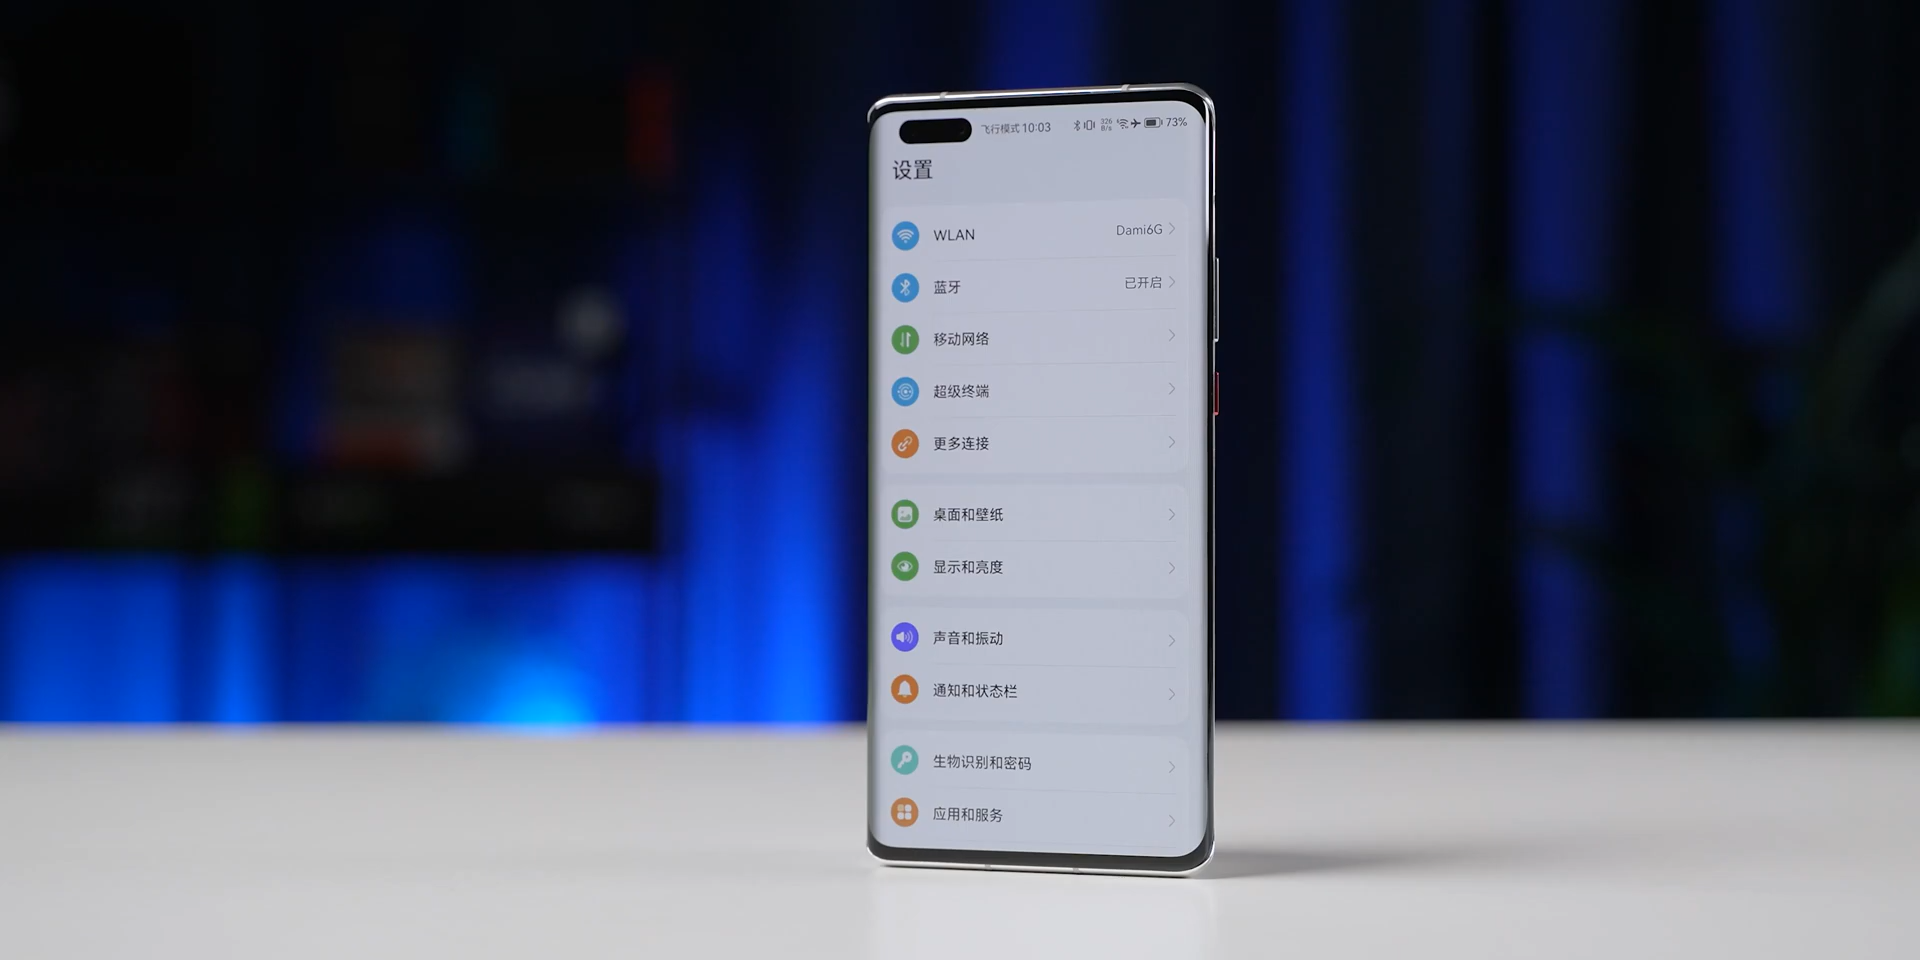 飞行模式 10:03 326 B/s 73%
设置
WLAN Dami6G
蓝牙 已开启
移动网络
超级终端
更多连接
桌面和壁纸
显示和亮度
声音和振动
通知和状态栏
生物识别和密码
应用和服务